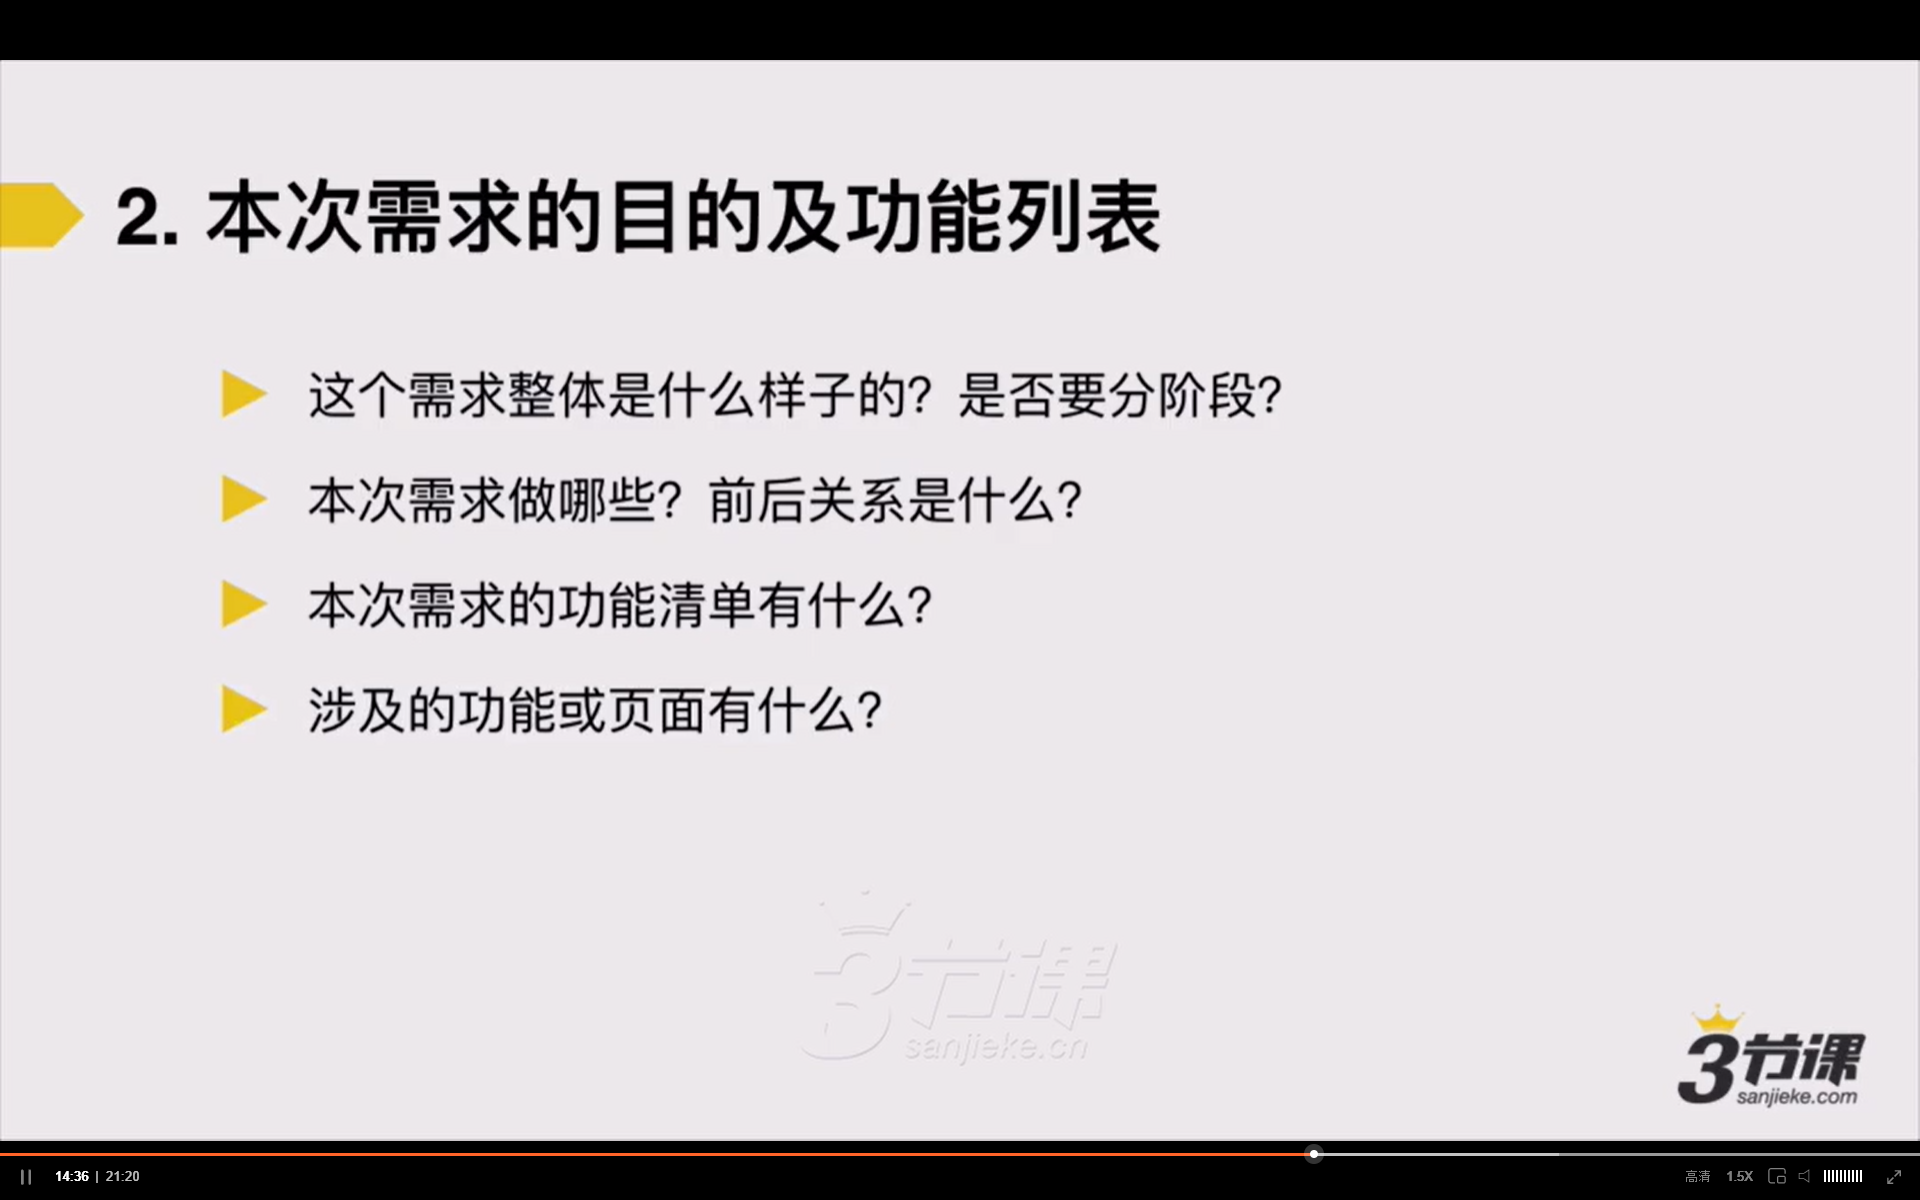 2. 本次需求的目的及功能列表
这个需求整体是什么样子的？是否要分阶段？
本次需求做哪些？前后关系是什么？
本次需求的功能清单有什么？
涉及的功能或页面有什么？
3节课
sanjieke.cn
3节课
sanjieke.com
14:36 | 21:20
高清 1.5X